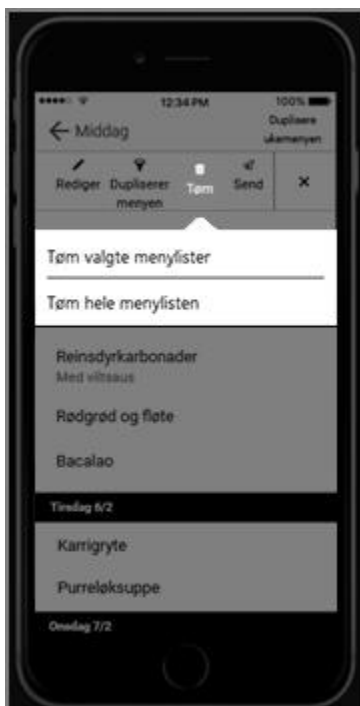 12:34 PM
100%
Middag
Duplisere
ukemenyen
Rediger
Dupliserer
menyen
Tøm
Send
Tøm valgte menylister
Tøm hele menylisten
Reinsdyrkarbonader
Med viltsaus
Rødgrød og fløte
Bacalao
Tirsdag 6/2
Karrigryte
Purreløksuppe
Onsdag 7/2